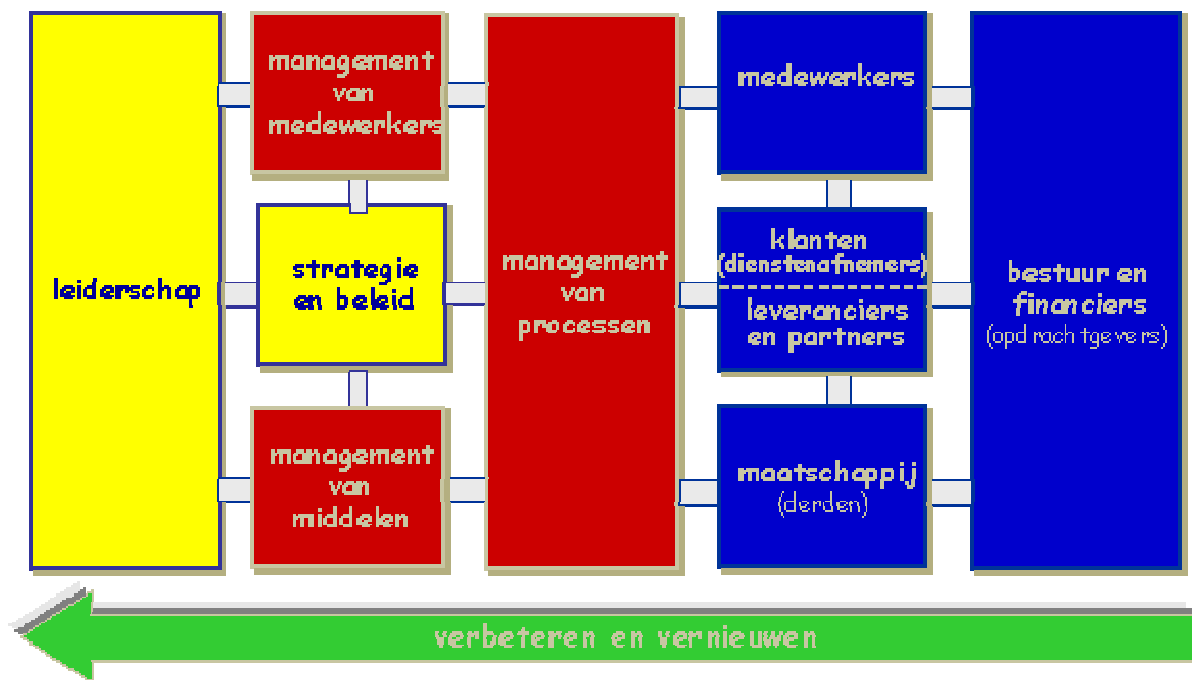 leiderschap
management
van
medewerkers
strategie
en beleid
management
van
middelen
management
van
processen
medewerkers
klanten
(dienstenafnemers)
leveranciers
en partners
maatschappij
(derden)
bestuur en
financiers
(opdrachtgevers)
verbeteren en vernieuwen